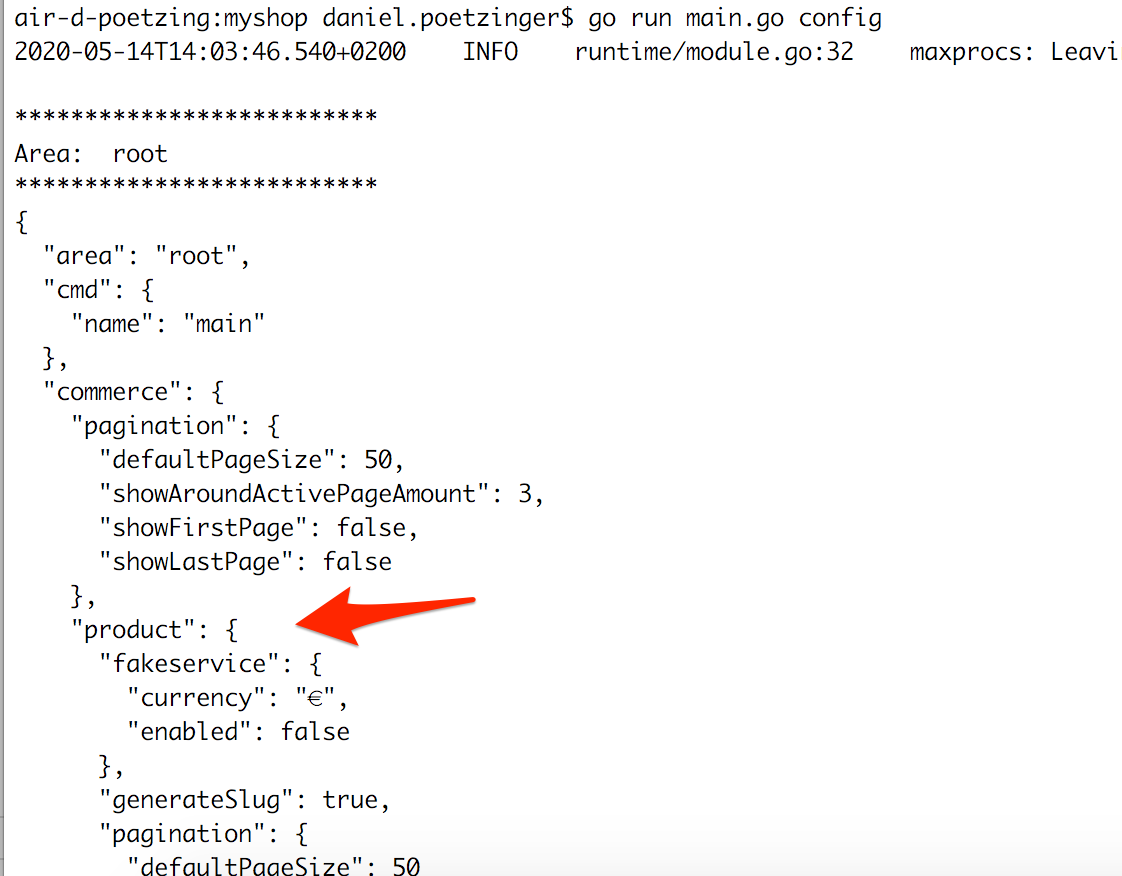 air-d-poetzing:myshop daniel.poetzinger$ go run main.go config
2020-05-14T14:03:46.540+0200    INFO    runtime/module.go:32    maxprocs: Leavi
**************************
Area:  root
**************************
{
  "area": "root",
  "cmd": {
    "name": "main"
  },
  "commerce": {
    "pagination": {
      "defaultPageSize": 50,
      "showAroundActivePageAmount": 3,
      "showFirstPage": false,
      "showLastPage": false
    },
    "product": {
      "fakeservice": {
        "currency": "€",
        "enabled": false
      },
      "generateSlug": true,
      "pagination": {
        "defaultPageSize": 50